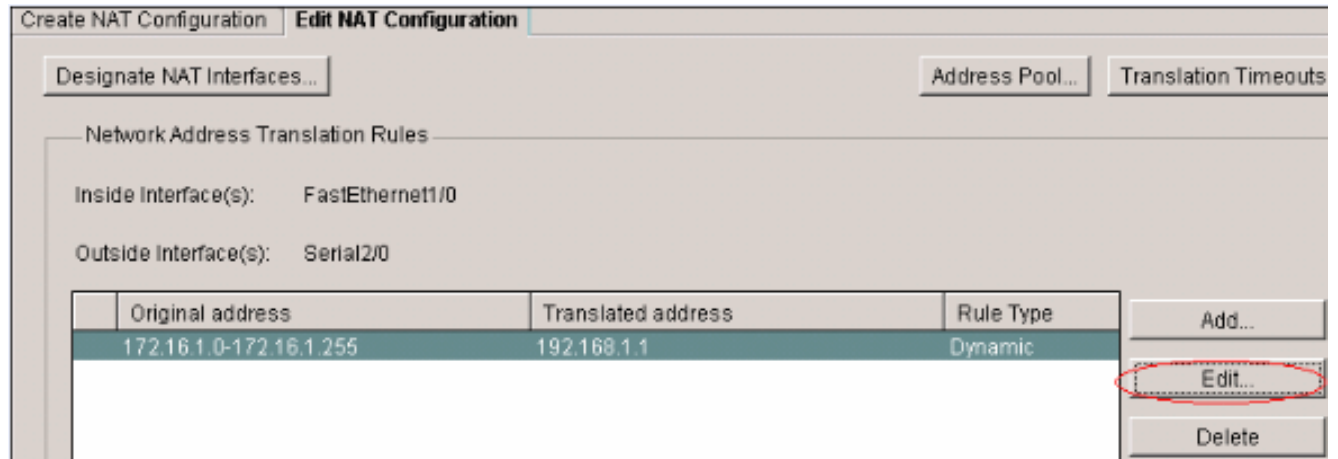 Create NAT Configuration Edit NAT Configuration
Designate NAT Interfaces... Address Pool... Translation Timeouts
Network Address Translation Rules
Inside Interface(s): FastEthernet1/0
Outside Interface(s): Serial2/0
Original address Translated address Rule Type Add...
172.16.1.0-172.16.1.255 192.168.1.1 Dynamic
Edit...
Delete